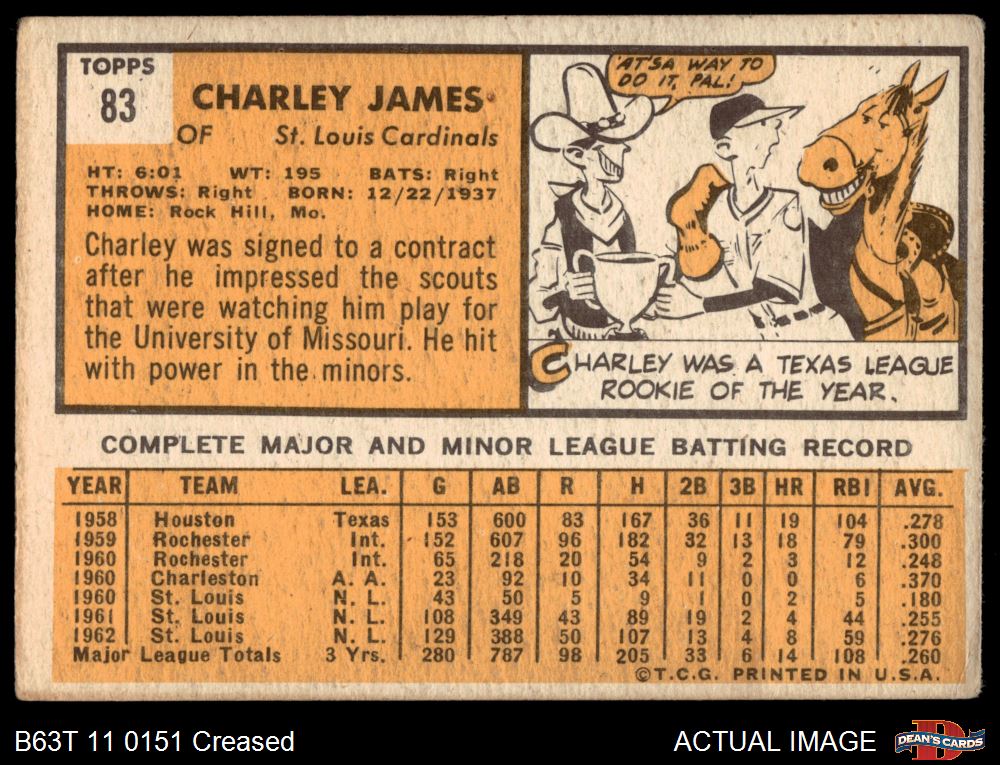 TOPPS
83
CHARLEY JAMES
OF St. Louis Cardinals
HT: 6:01 WT: 195 BATS: Right
THROWS: Right BORN: 12/22/1937
HOME: Rock Hill, Mo.
Charley was signed to a contract
after he impressed the scouts
that were watching him play for
the University of Missouri. He hit
with power in the minors.
'AT'SA WAY TO
DO IT, PAL!
CHARLEY WAS A TEXAS LEAGUE
ROOKIE OF THE YEAR.
COMPLETE MAJOR AND MINOR LEAGUE BATTING RECORD
YEAR TEAM LEA. G AB R H 2B 3B HR RBI AVG.
1958 Houston Texas 153 600 83 167 36 11 19 104 .278
1959 Rochester Int. 152 607 96 182 32 13 18 79 .300
1960 Rochester Int. 65 218 20 54 9 2 3 12 .248
1960 Charleston A. A. 23 92 10 34 11 0 0 6 .370
1960 St. Louis N. L. 43 50 5 9 1 0 2 5 .180
1961 St. Louis N. L. 108 349 43 89 19 2 4 44 .255
1962 St. Louis N. L. 129 388 50 107 13 4 8 59 .276
Major League Totals 3 Yrs. 280 787 98 205 33 6 14 108 .260
©T.C.G. PRINTED IN U.S.A.
B63T 11 0151 Creased
ACTUAL IMAGE
DEAN'S CARDS